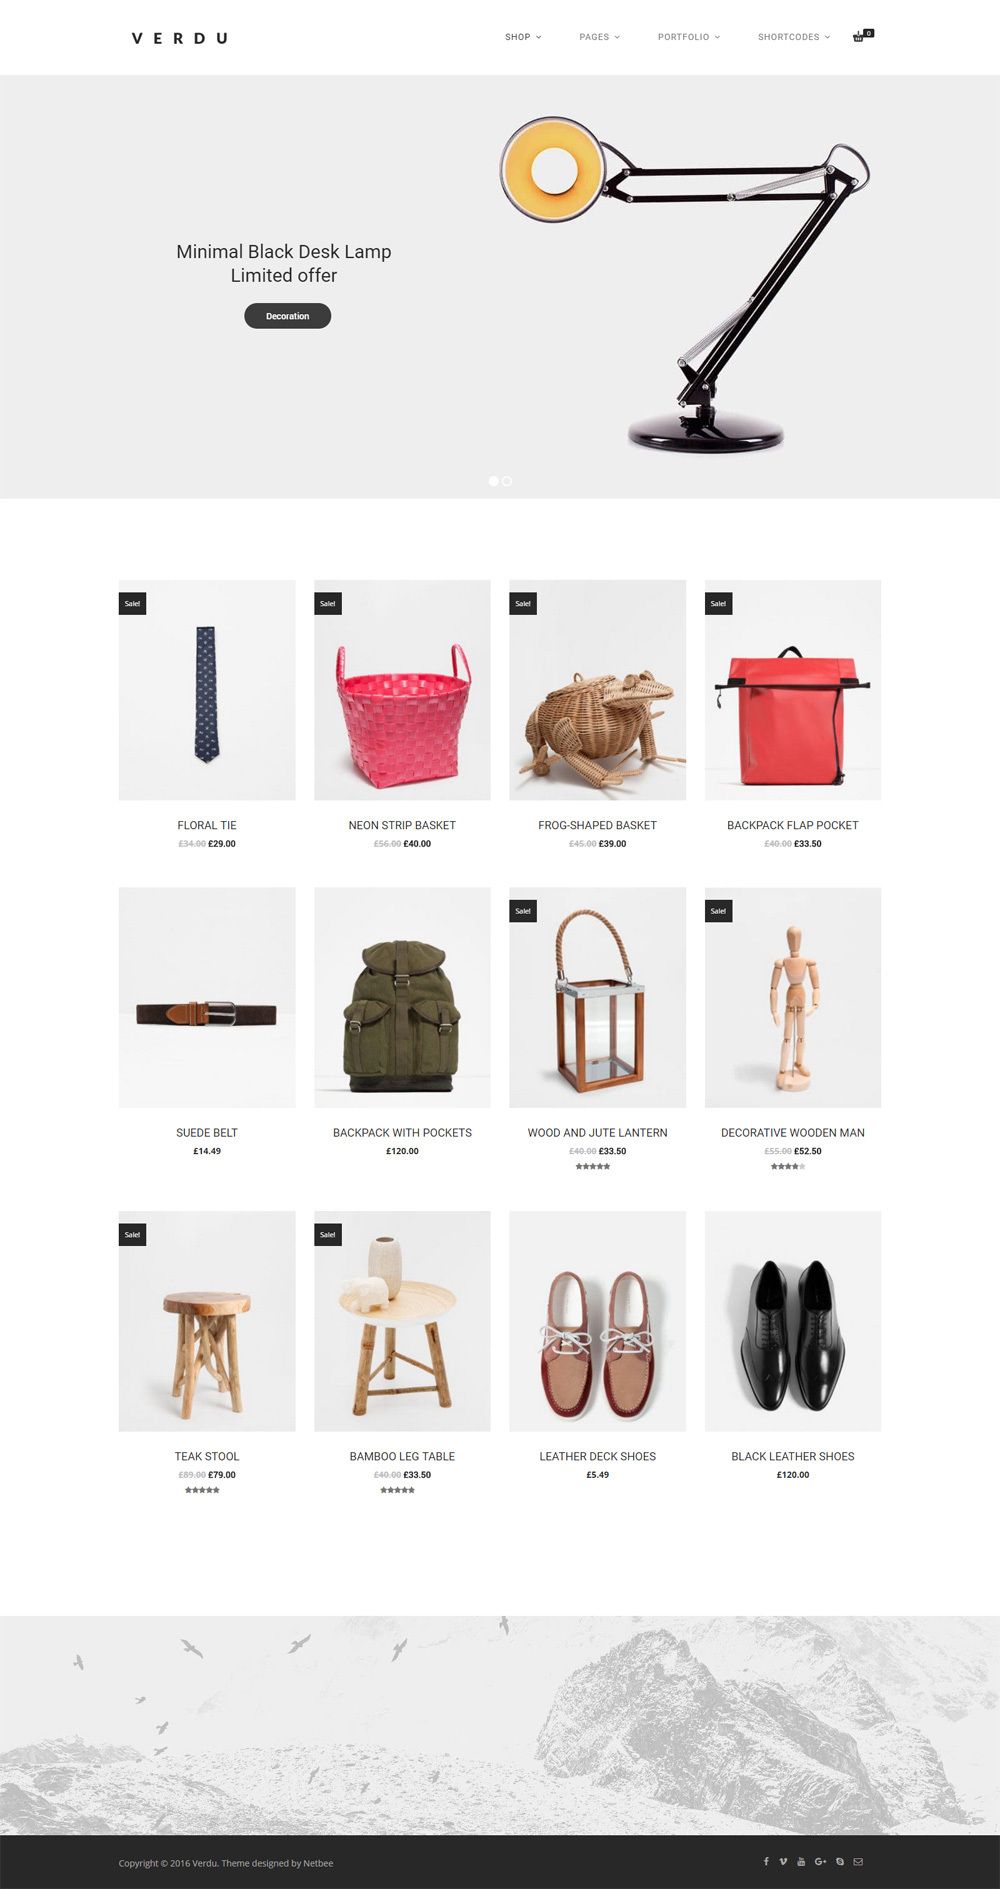 VERDU
SHOP PAGES PORTFOLIO SHORTCODES 0
Minimal Black Desk Lamp
Limited offer
Decoration
Sale! Sale! Sale! Sale!
FLORAL TIE NEON STRIP BASKET FROG-SHAPED BASKET BACKPACK FLAP POCKET
£34.00 £29.00 £56.00 £40.00 £45.00 £39.00 £40.00 £33.50
Sale! Sale!
SUEDE BELT BACKPACK WITH POCKETS WOOD AND JUTE LANTERN DECORATIVE WOODEN MAN
£14.49 £120.00 £40.00 £33.50 £55.00 £52.50
Sale! Sale!
TEAK STOOL BAMBOO LEG TABLE LEATHER DECK SHOES BLACK LEATHER SHOES
£89.00 £79.00 £40.00 £33.50 £5.49 £120.00
Copyright © 2016 Verdu. Theme designed by Netbee